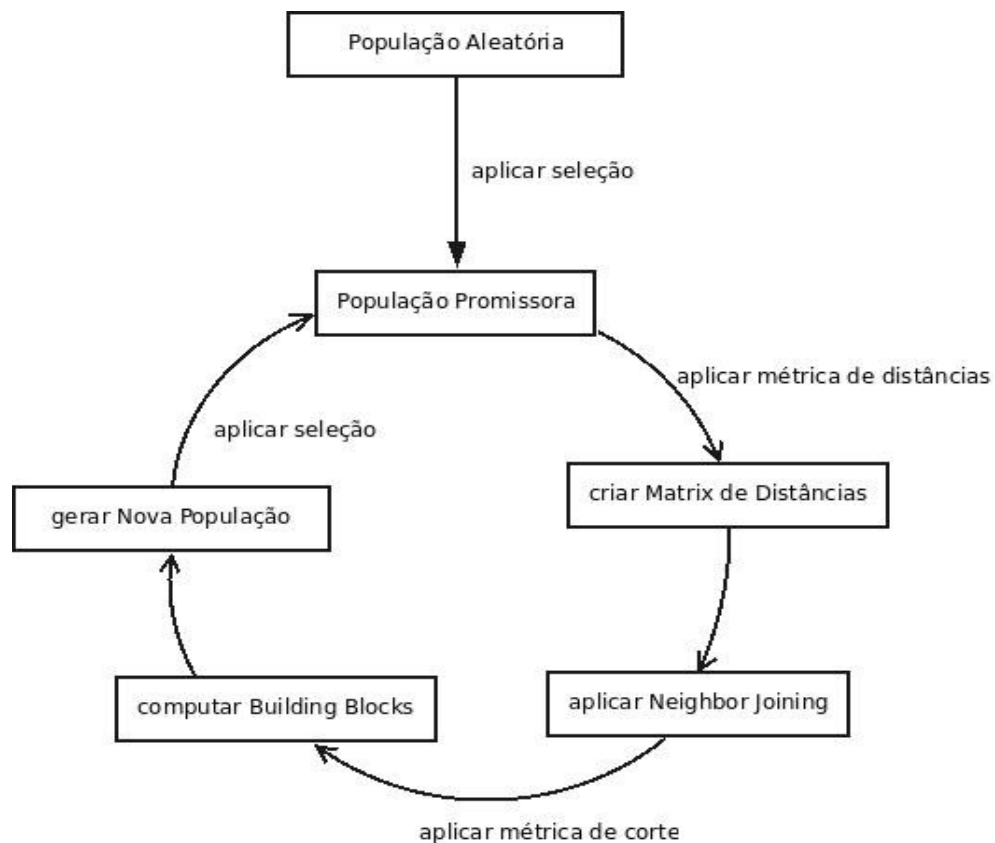 População Aleatória
aplicar seleção
População Promissora
aplicar métrica de distâncias
aplicar seleção
criar Matrix de Distâncias
gerar Nova População
aplicar Neighbor Joining
computar Building Blocks
aplicar métrica de corte